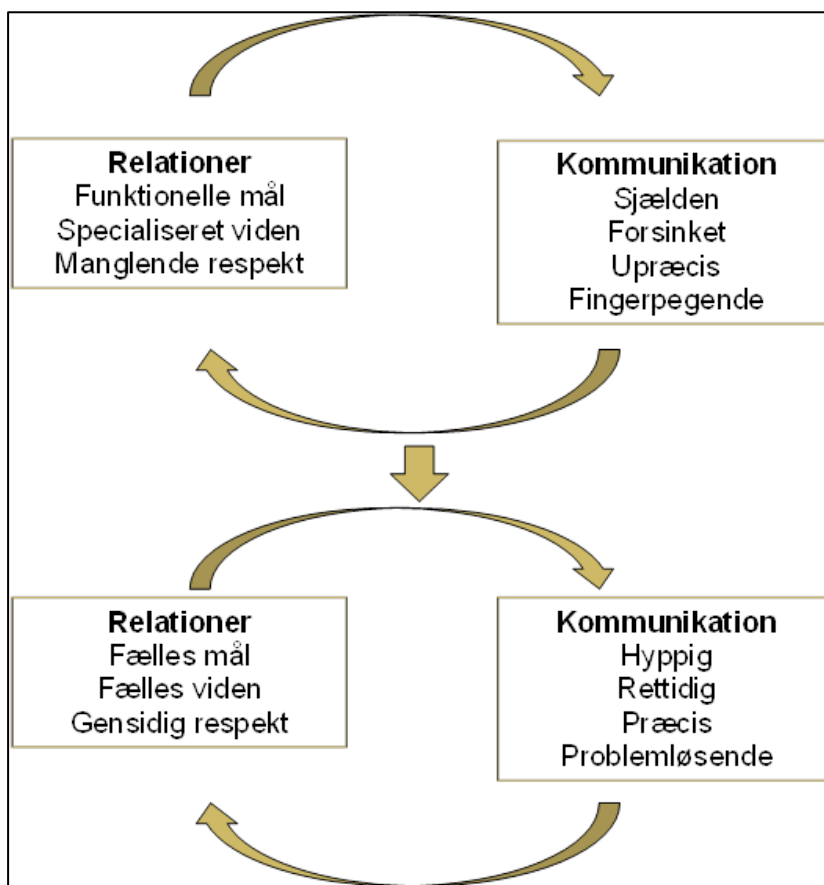 Relationer
Funktionelle mål
Specialiseret viden
Manglende respekt
Kommunikation
Sjælden
Forsinket
Upræcis
Fingerpegende
Relationer
Fælles mål
Fælles viden
Gensidig respekt
Kommunikation
Hyppig
Rettidig
Præcis
Problemløsende